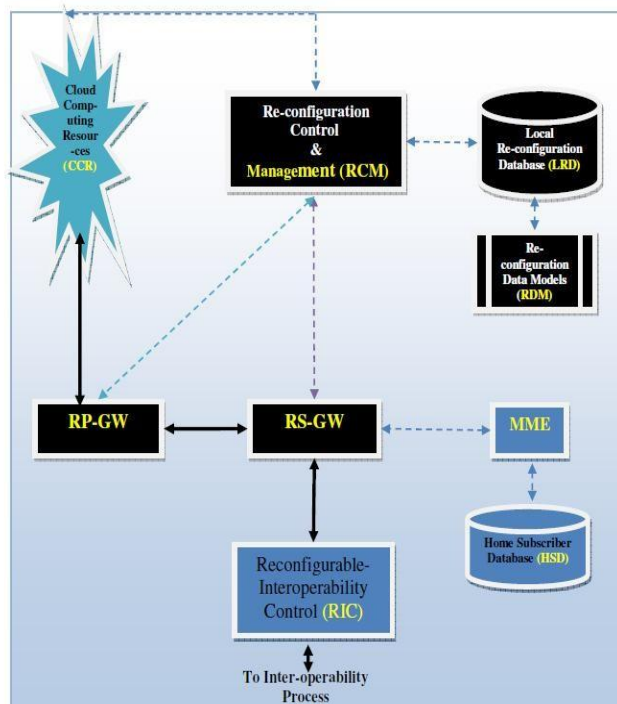 Cloud
Comp-
uting
Resour
-ces
(CCR)
Re-configuration
Control
&
Management (RCM)
Local
Re-configuration
Database (LRD)
Re-
configuration
Data Models
(RDM)
RP-GW
RS-GW
MME
Home Subscriber
Database (HSD)
Reconfigurable-
Interoperability
Control (RIC)
To Inter-operability
Process